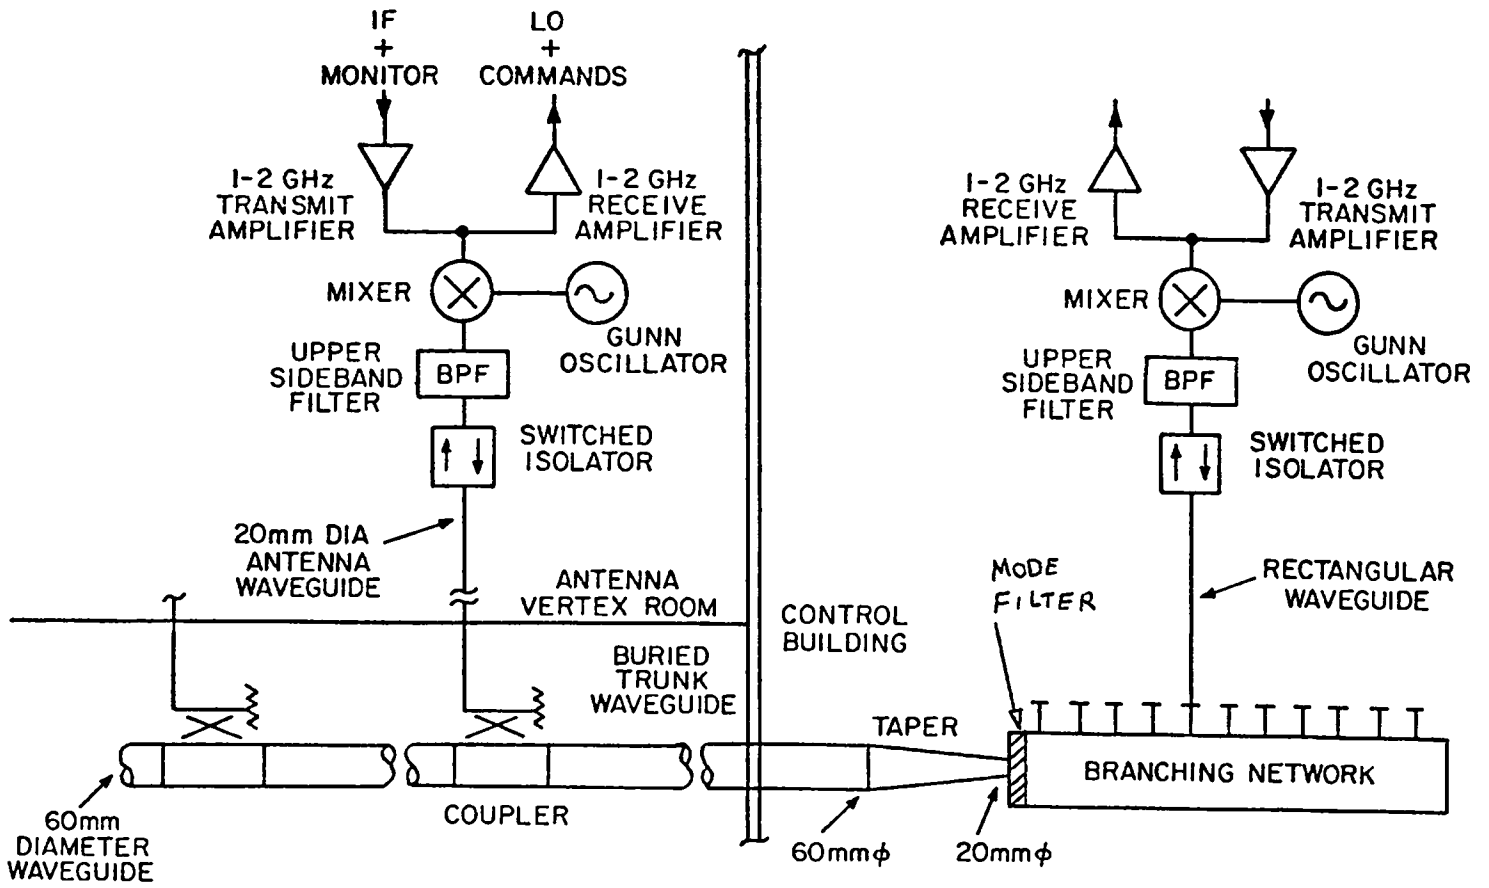 IF
+
MONITOR
LO
+
COMMANDS
1-2 GHz
TRANSMIT
AMPLIFIER
1-2 GHz
RECEIVE
AMPLIFIER
MIXER
GUNN
OSCILLATOR
UPPER
SIDEBAND
FILTER
BPF
SWITCHED
ISOLATOR
20mm DIA
ANTENNA
WAVEGUIDE
ANTENNA
VERTEX ROOM
BURIED
TRUNK
WAVEGUIDE
COUPLER
60mm
DIAMETER
WAVEGUIDE
CONTROL
BUILDING
1-2 GHz
RECEIVE
AMPLIFIER
1-2 GHz
TRANSMIT
AMPLIFIER
MIXER
GUNN
OSCILLATOR
UPPER
SIDEBAND
FILTER
BPF
SWITCHED
ISOLATOR
MODE
FILTER
RECTANGULAR
WAVEGUIDE
TAPER
BRANCHING NETWORK
60mmϕ
20mmϕ